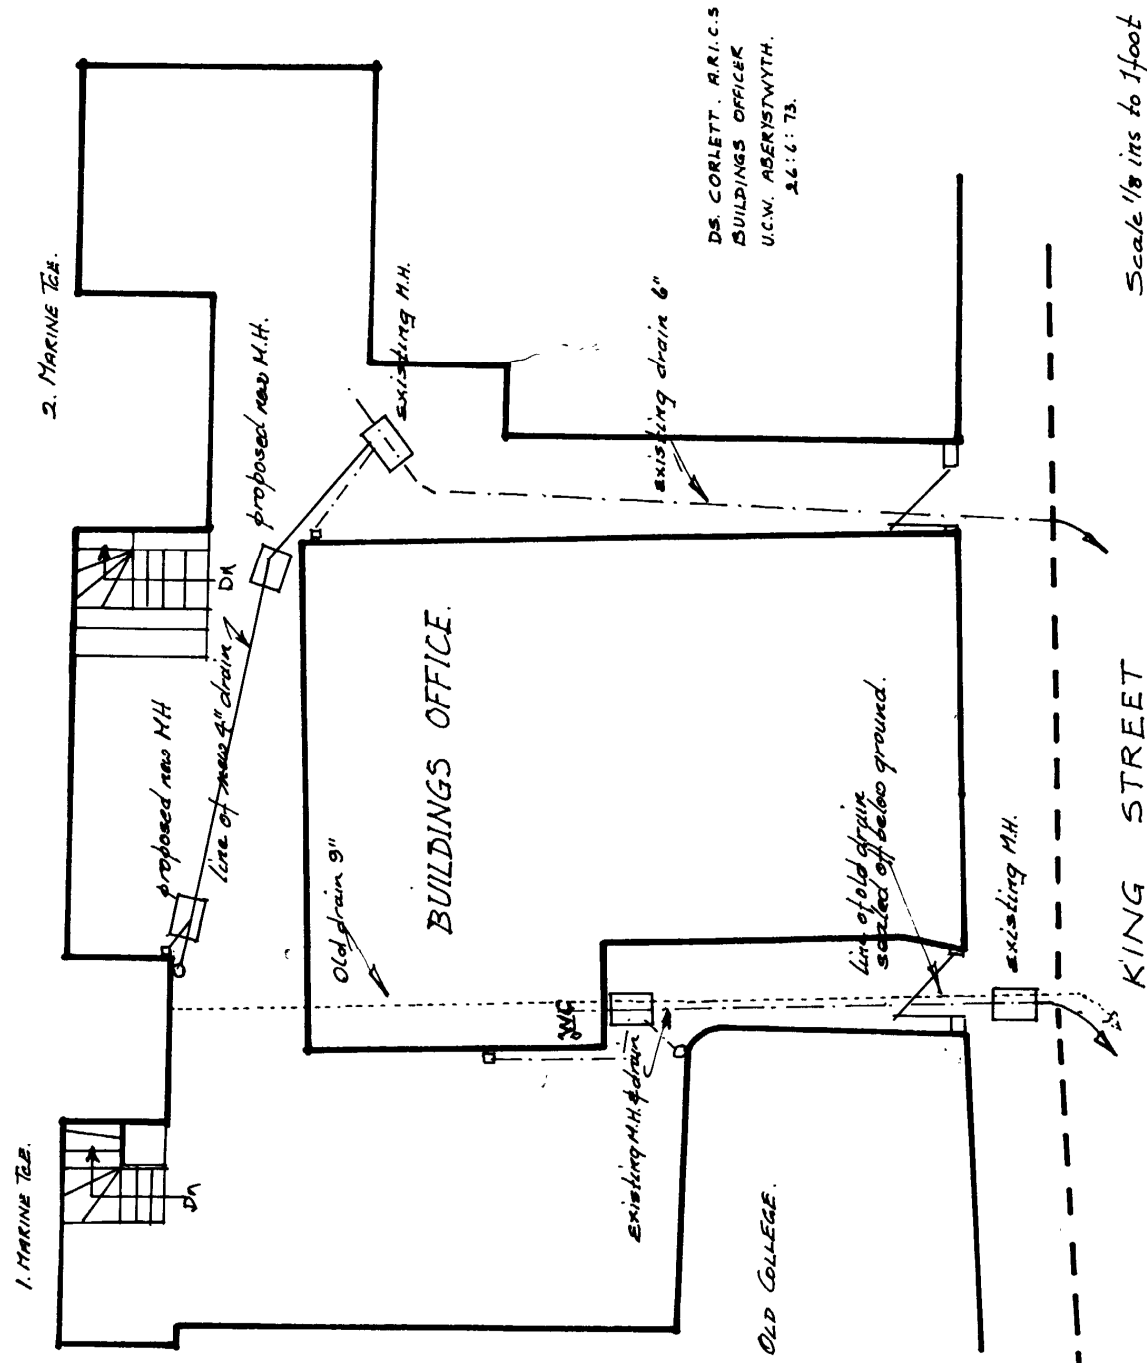 1. MARINE TCE.
2. MARINE TCE.
Dn
DN
proposed new MH
line of new 4" drain
proposed new M.H.
existing M.H.
Old drain 9"
BUILDINGS OFFICE.
existing drain 6"
WC
existing M.H. & drain
line of old drain
sealed off below ground.
OLD COLLEGE.
existing M.H.
KING STREET
DS. CORLETT. A.R.I.C.S
BUILDINGS OFFICER
U.C.W. ABERYSTWYTH.
26:6:73.
Scale 1/8 ins to 1 foot